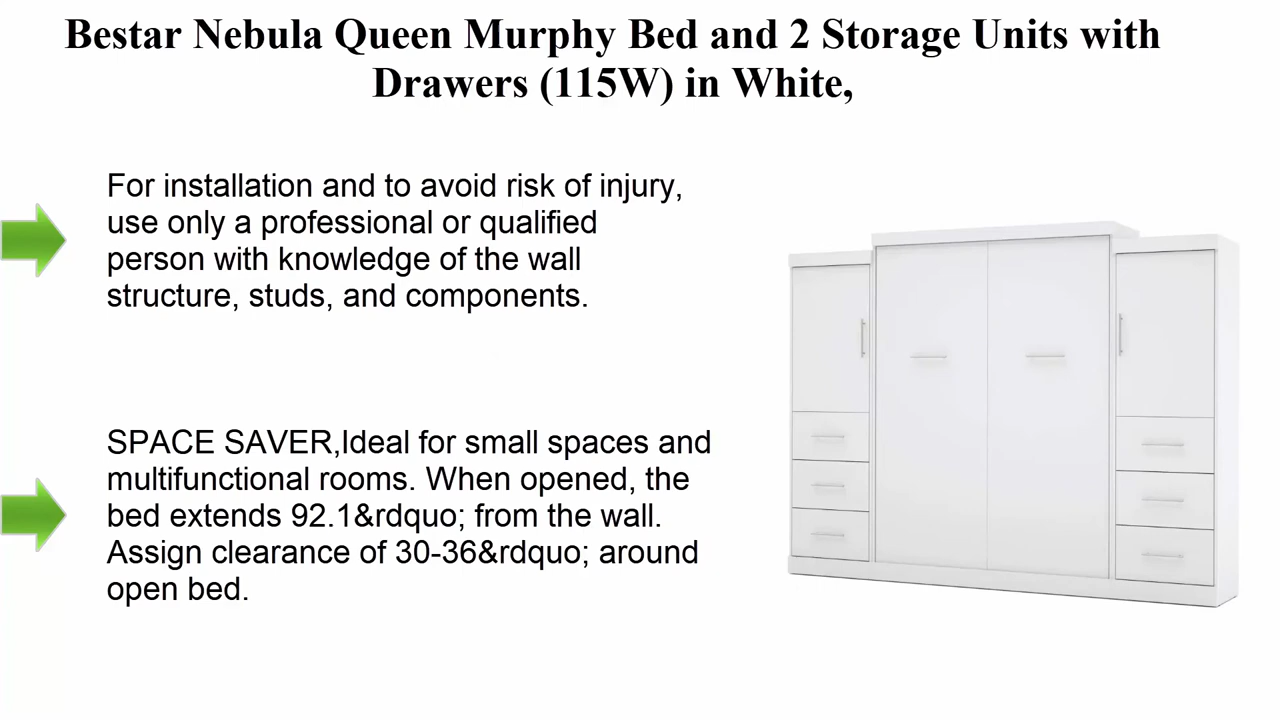 Bestar Nebula Queen Murphy Bed and 2 Storage Units with
Drawers (115W) in White,
For installation and to avoid risk of injury,
use only a professional or qualified
person with knowledge of the wall
structure, studs, and components.
SPACE SAVER,Ideal for small spaces and
multifunctional rooms. When opened, the
bed extends 92.1&rdquo; from the wall.
Assign clearance of 30-36&rdquo; around
open bed.